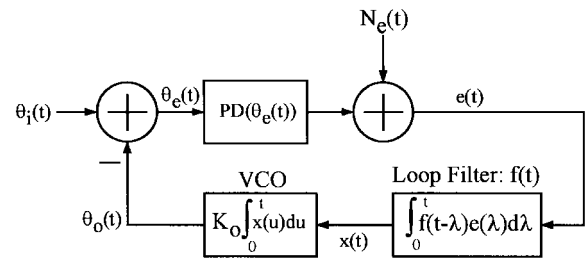 N_e(t)
θ_i(t)
+
θ_e(t)
PD(θ_e(t))
+
e(t)
—
VCO
Loop Filter: f(t)
θ_o(t)
K_o∫_0^t x(u)du
x(t)
∫_0^t f(t-λ)e(λ)dλ